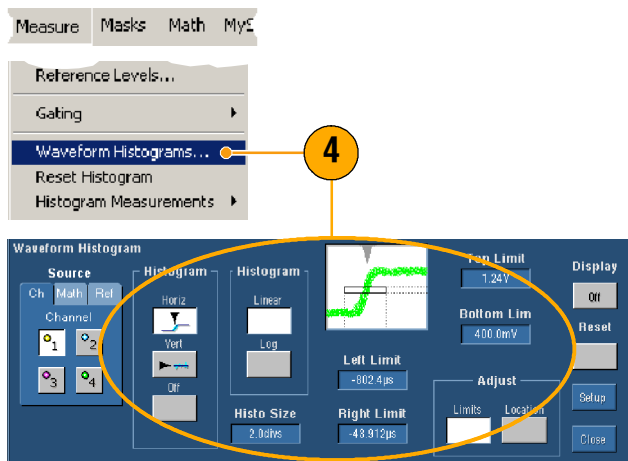 Measure Masks Math MyS
Reference Levels...
Gating
Waveform Histograms...
4
Reset Histogram
Histogram Measurements
Waveform Histogram
Source
Ch Math Ref
Channel
1 2
3 4
Histogram
Horiz
Vert
Off
Histogram
Linear
Log
Histo Size
2.0divs
Left Limit
-802.4µs
Right Limit
-43.912µs
Top Limit
1.24V
Bottom Lim
400.0mV
Adjust
Limits Location
Display
Off
Reset
Setup
Close